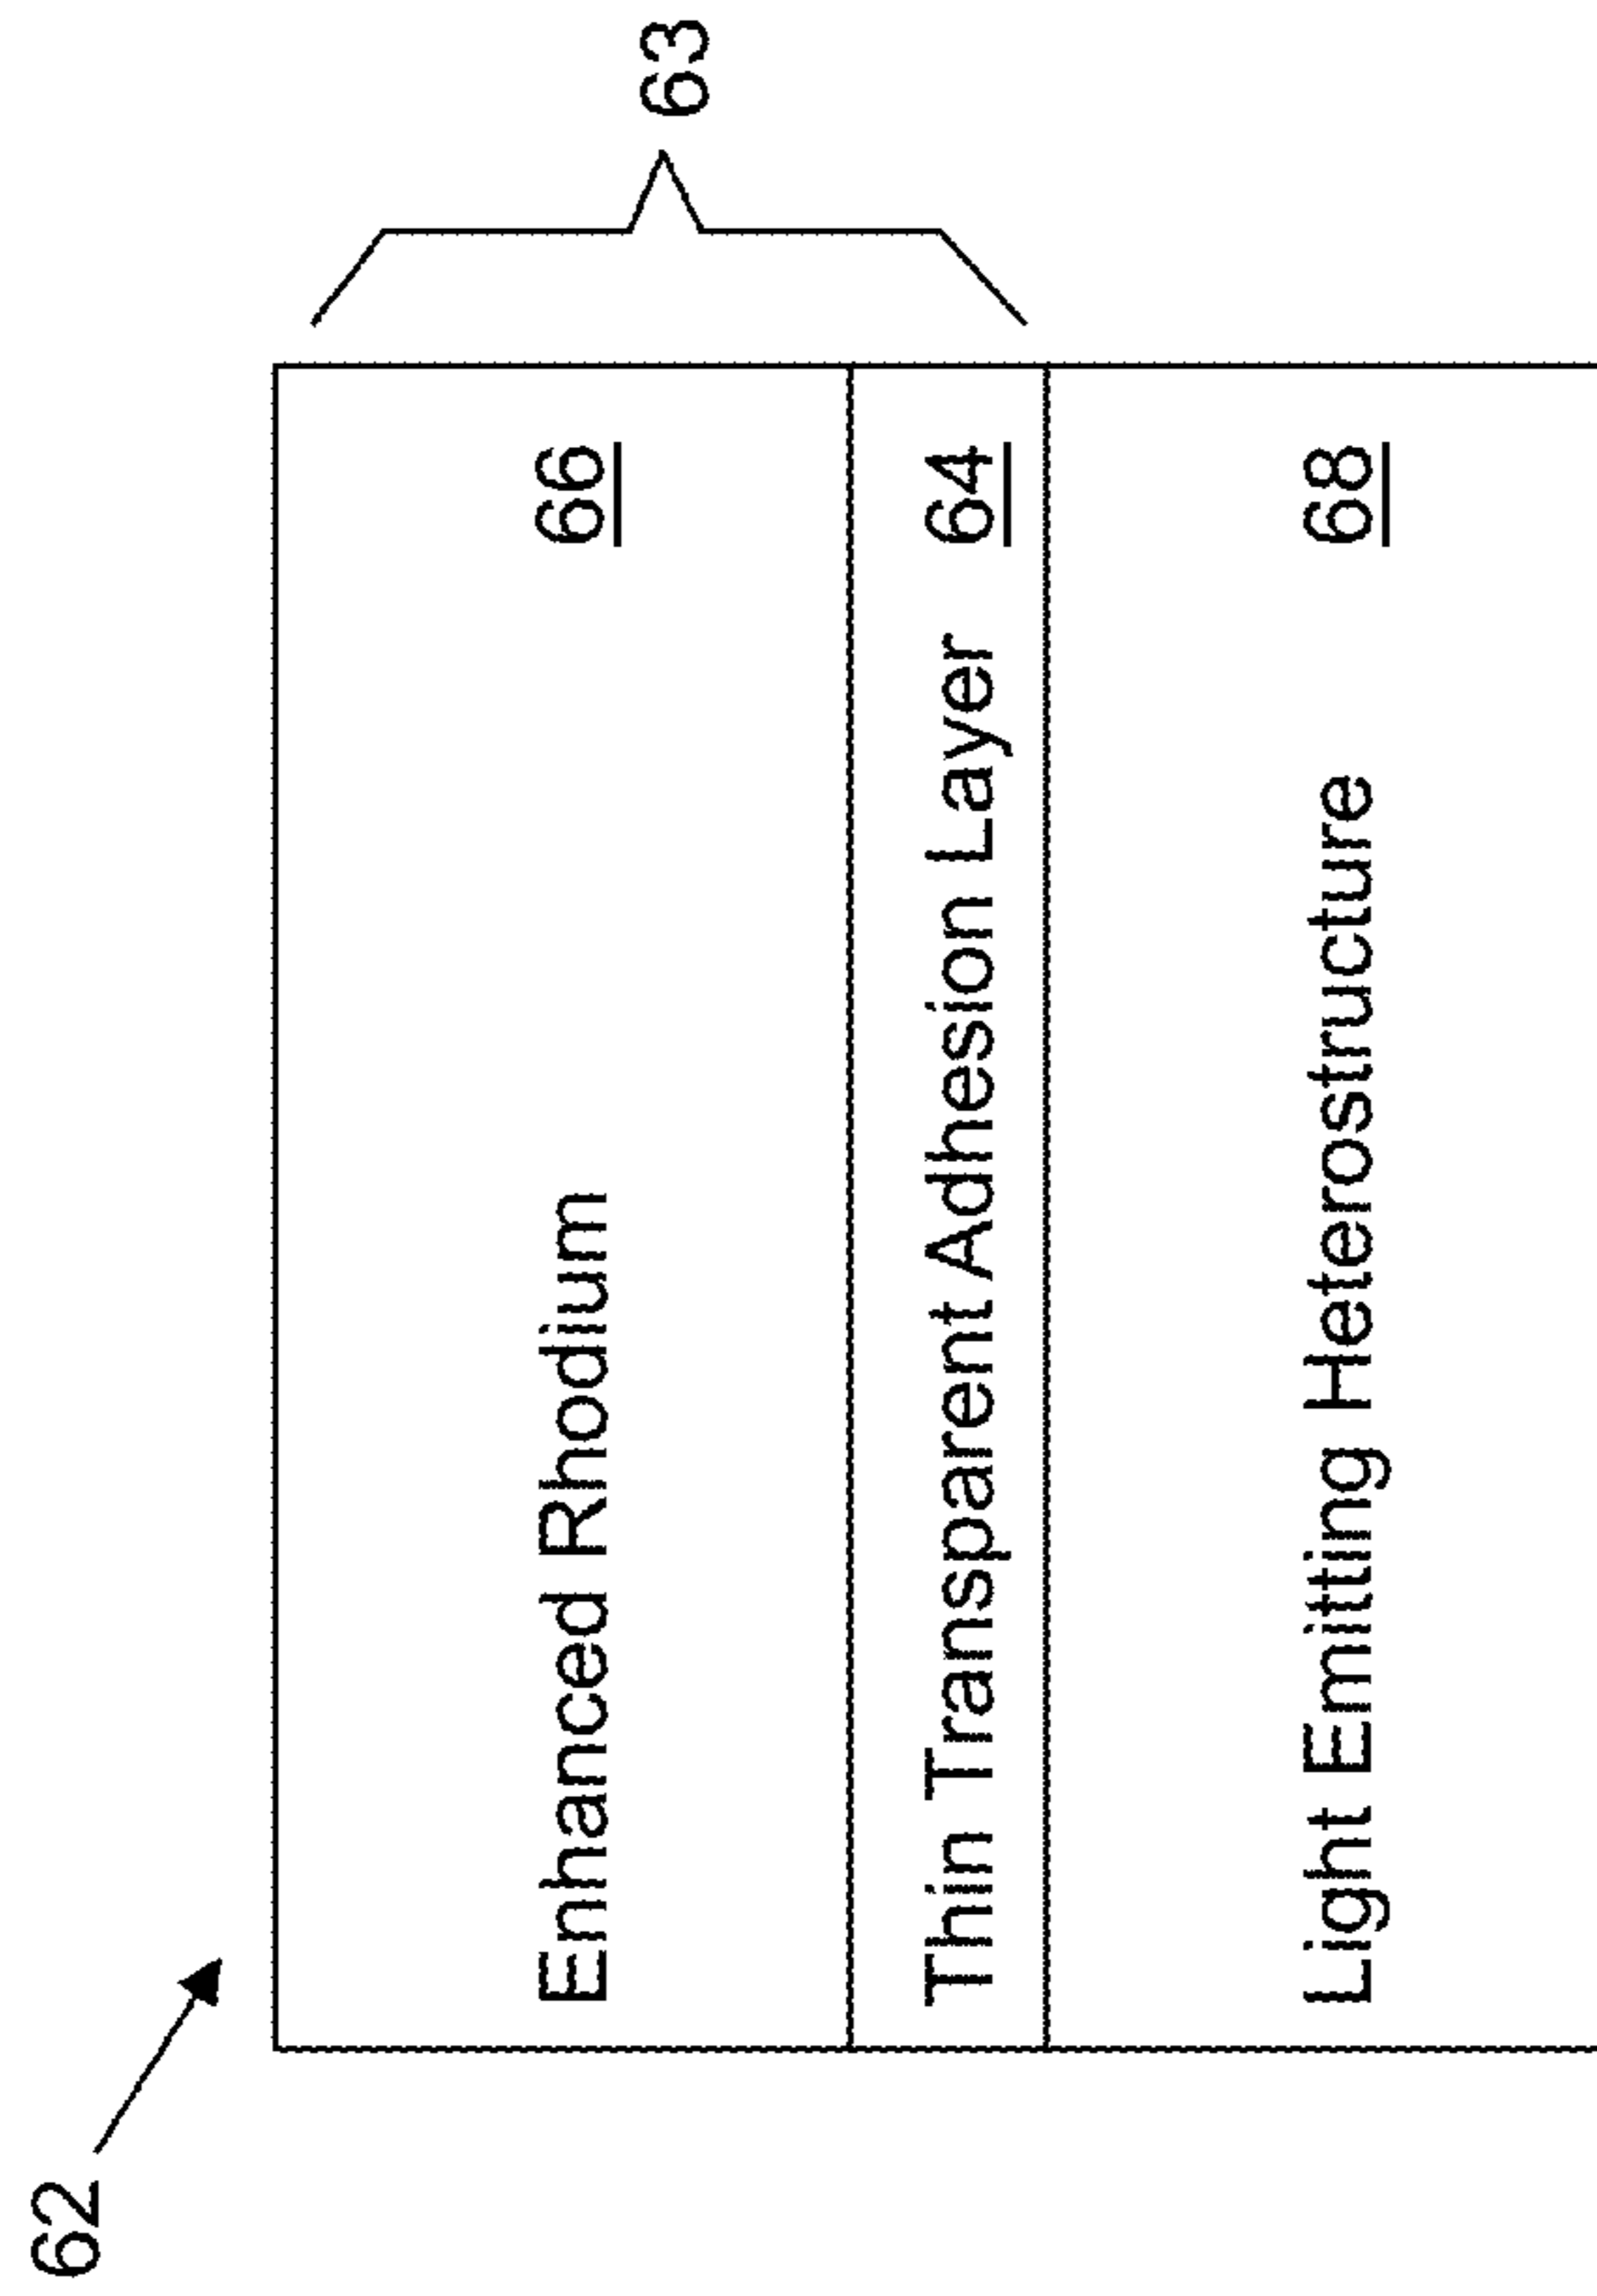 62
63
Enhanced Rhodium 66
Thin Transparent Adhesion Layer 64
Light Emitting Heterostructure 68